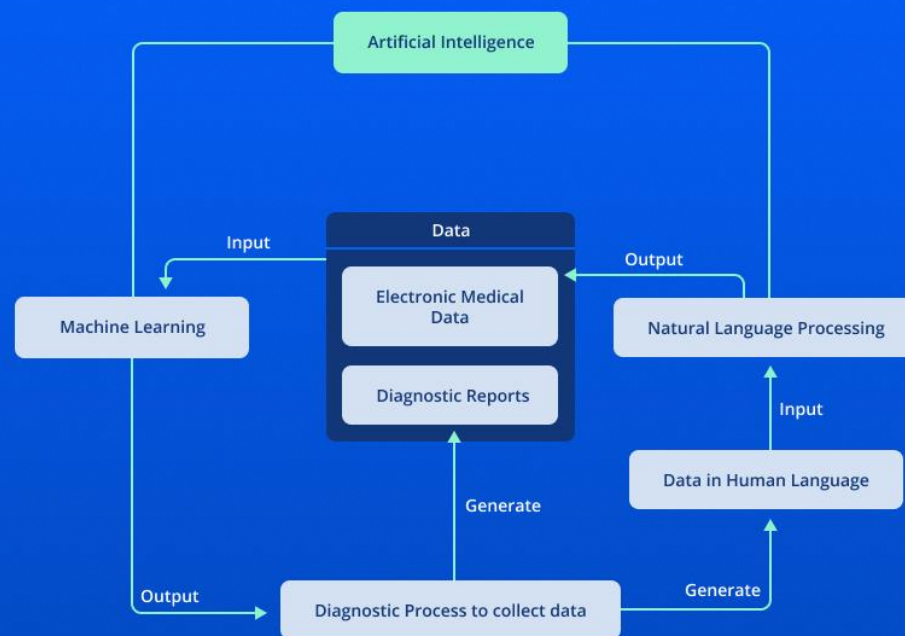 Artificial Intelligence
Data
Input
Output
Electronic Medical
Data
Machine Learning
Natural Language Processing
Diagnostic Reports
Input
Data in Human Language
Generate
Output
Generate
Diagnostic Process to collect data